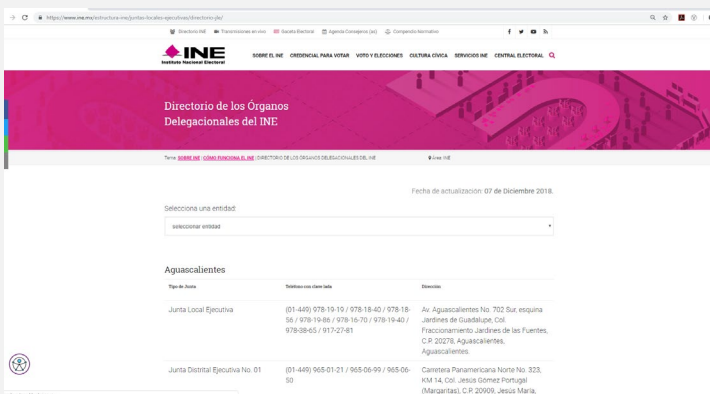 https://www.ine.mx/estructura-ine/juntas-locales-ejecutivas/directorio-jle/
Directorio INE Transmisiones en vivo Gaceta Electoral Agenda Consejeros (as) Compendio Normativo
INE
Instituto Nacional Electoral
SOBRE EL INE CREDENCIAL PARA VOTAR VOTO Y ELECCIONES CULTURA CÍVICA SERVICIOS INE CENTRAL ELECTORAL
Directorio de los Órganos
Delegacionales del INE
Tema: SOBRE INE | CÓMO FUNCIONA EL INE | DIRECTORIO DE LOS ÓRGANOS DELEGACIONALES DEL INE Área: INE
Fecha de actualización: 07 de Diciembre 2018.
Selecciona una entidad:
seleccionar entidad
Aguascalientes
Tipo de Junta Teléfono con clave lada Dirección
Junta Local Ejecutiva (01-449) 978-19-19 / 978-18-40 / 978-18- Av. Aguascalientes No. 702 Sur, esquina
56 / 978-19-86 / 978-16-70 / 978-19-40 / Jardines de Guadalupe, Col.
978-38-65 / 917-27-81 Fraccionamiento Jardines de las Fuentes,
C.P. 20278, Aguascalientes,
Aguascalientes.
Junta Distrital Ejecutiva No. 01 (01-449) 965-01-21 / 965-06-99 / 965-06- Carretera Panamericana Norte No. 323,
50 KM 14, Col. Jesús Gómez Portugal
(Margaritas), C.P. 20909, Jesús María,